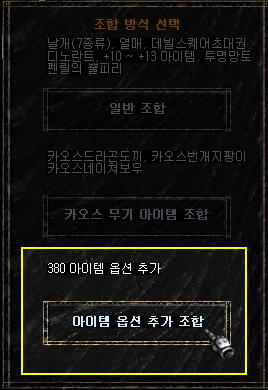 조합 방식 선택
날개(7종류), 열매, 데빌스퀘어초대권
디노란트, +10 ~ +13 아이템, 투명망토
펜릴의 뿔피리
일반 조합
카오스드라곤도끼, 카오스번개지팡이
카오스네이쳐보우
카오스 무기 아이템 조합
380 아이템 옵션 추가
아이템 옵션 추가 조합